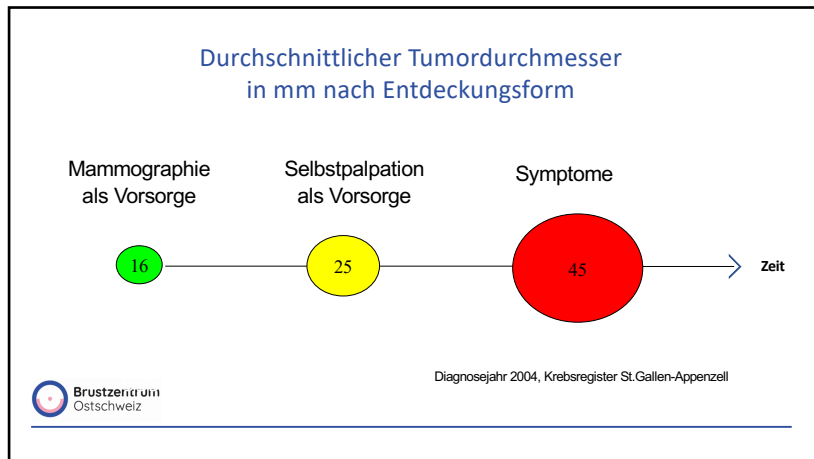 Durchschnittlicher Tumordurchmesser
in mm nach Entdeckungsform
Mammographie
als Vorsorge
Selbstpalpation
als Vorsorge
Symptome
16
25
45
Zeit
Diagnosejahr 2004, Krebsregister St.Gallen-Appenzell
Brustzentrum
Ostschweiz